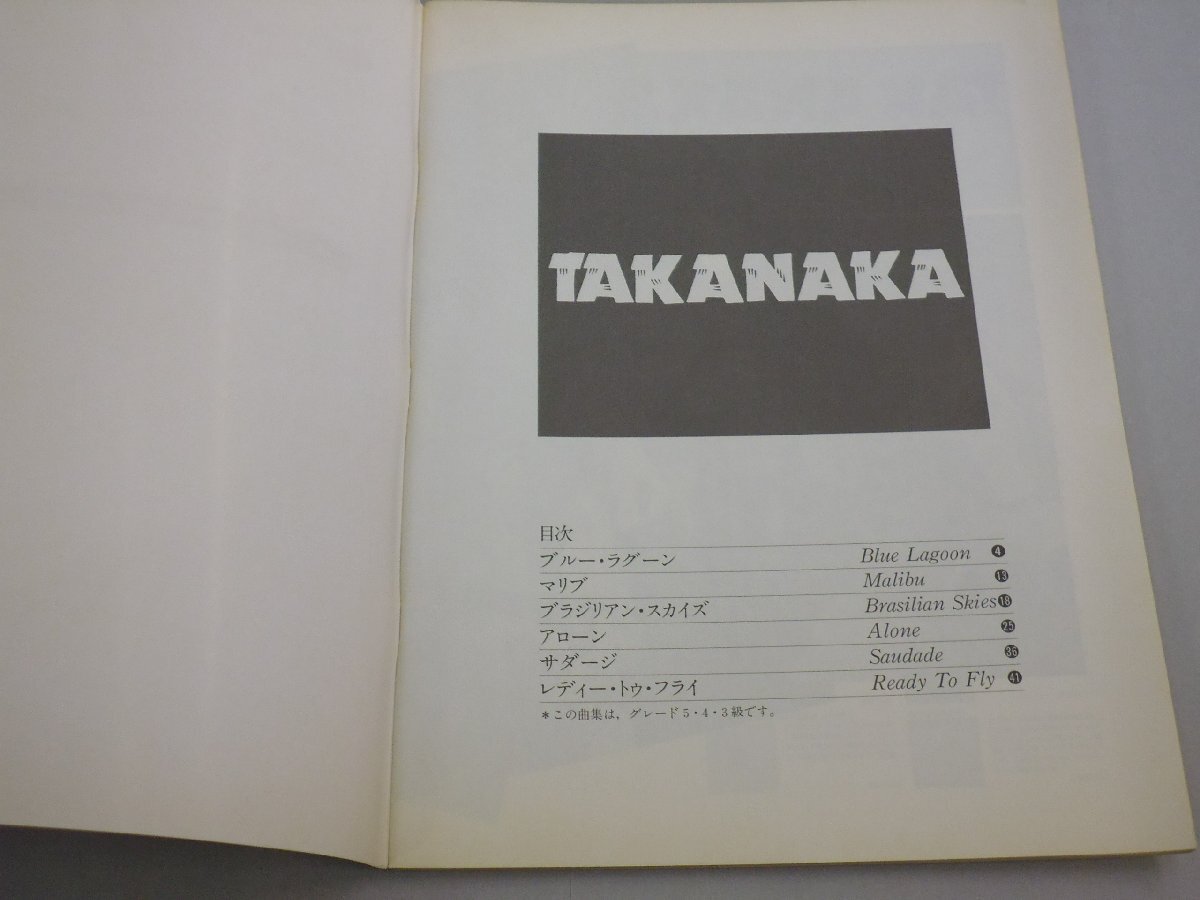 TAKANAKA
目次
ブルー・ラグーン Blue Lagoon 4
マリブ Malibu 13
ブラジリアン・スカイズ Brasilian Skies 18
アローン Alone 25
サダージ Saudade 36
レディー・トゥ・フライ Ready To Fly 41
＊この曲集は，グレード5・4・3級です。